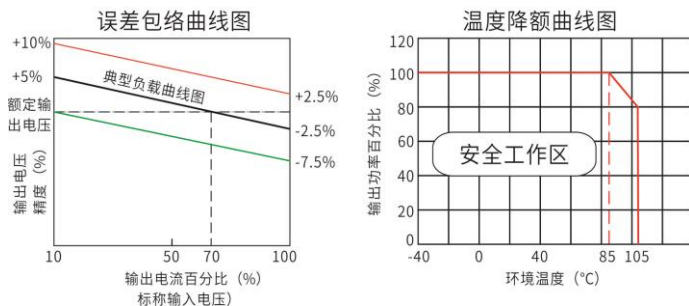 误差包络曲线图
+10%
+5%
额定输
出电压
输出电压
精度（%）
典型负载曲线图
+2.5%
-2.5%
-7.5%
10
50
70
100
输出电流百分比（%）
标称输入电压）
温度降额曲线图
120
100
80
60
40
20
0
输出功率百分比（%）
安全工作区
-40
0
40
85
105
环境温度（℃）